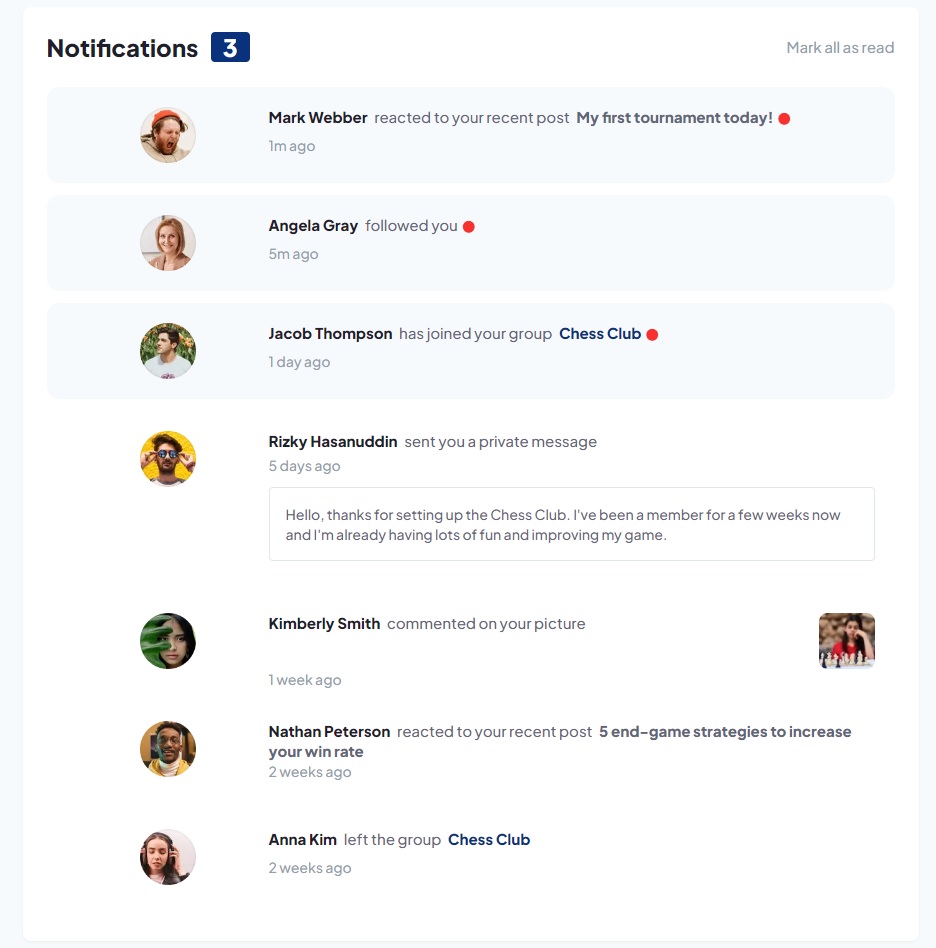 Notifications 3
Mark all as read
Mark Webber reacted to your recent post My first tournament today!
1m ago
Angela Gray followed you
5m ago
Jacob Thompson has joined your group Chess Club
1 day ago
Rizky Hasanuddin sent you a private message
5 days ago
Hello, thanks for setting up the Chess Club. I've been a member for a few weeks now
and I'm already having lots of fun and improving my game.
Kimberly Smith commented on your picture
1 week ago
Nathan Peterson reacted to your recent post 5 end-game strategies to increase
your win rate
2 weeks ago
Anna Kim left the group Chess Club
2 weeks ago